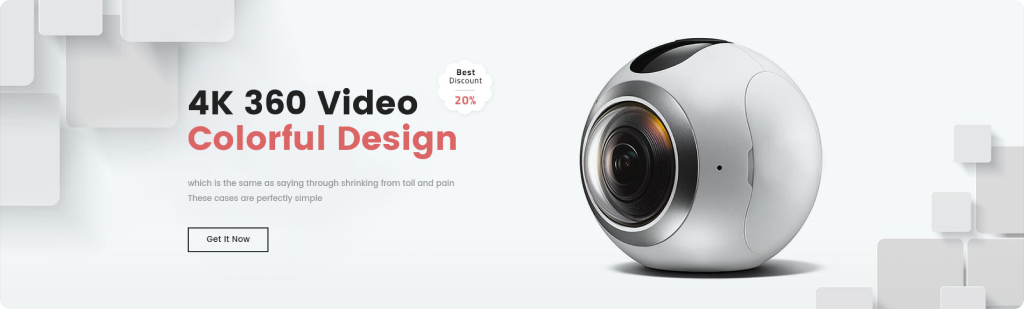 Best
Discount
20%
4K 360 Video
Colorful Design
which is the same as saying through shrinking from toil and pain
These cases are perfectly simple
Get It Now